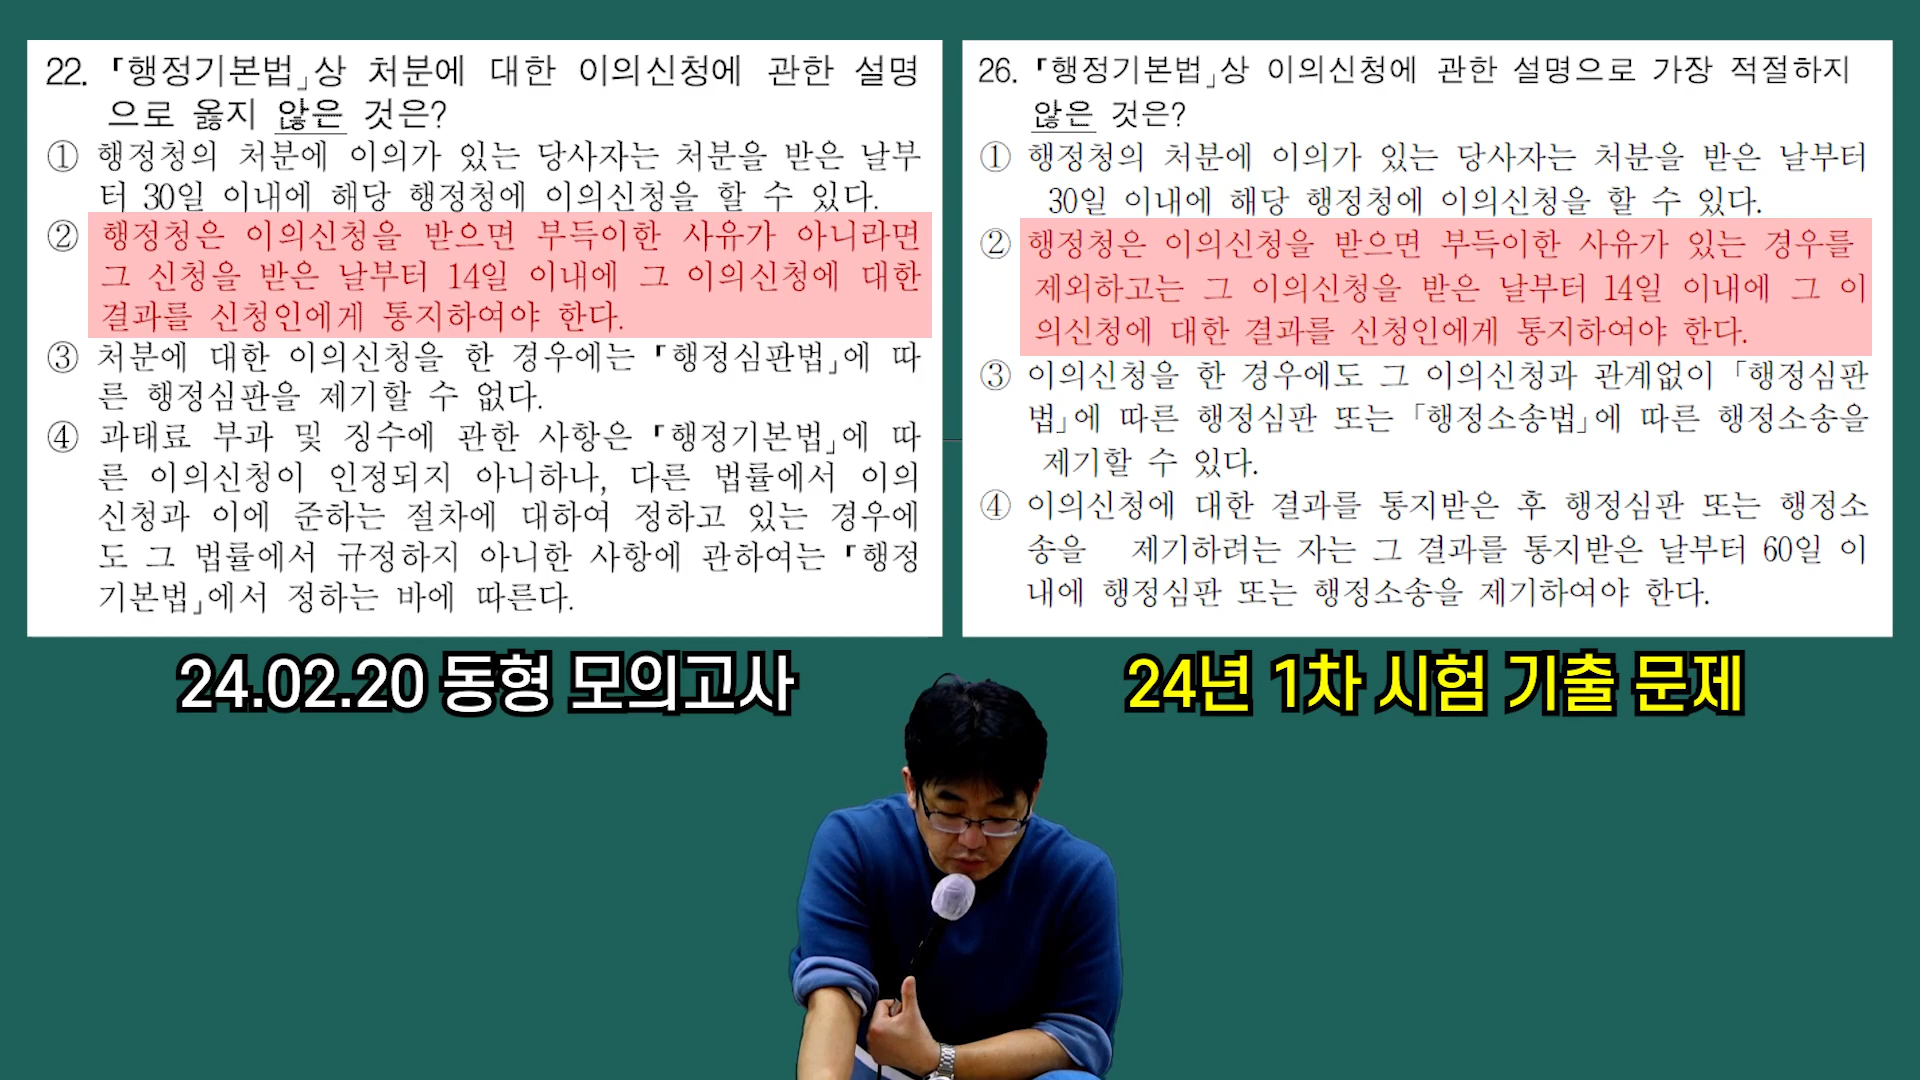 22. ｢행정기본법｣상 처분에 대한 이의신청에 관한 설명
으로 옳지 않은 것은?
① 행정청의 처분에 이의가 있는 당사자는 처분을 받은 날부
터 30일 이내에 해당 행정청에 이의신청을 할 수 있다.
② 행정청은 이의신청을 받으면 부득이한 사유가 아니라면
그 신청을 받은 날부터 14일 이내에 그 이의신청에 대한
결과를 신청인에게 통지하여야 한다.
③ 처분에 대한 이의신청을 한 경우에는 ｢행정심판법｣에 따
른 행정심판을 제기할 수 없다.
④ 과태료 부과 및 징수에 관한 사항은 ｢행정기본법｣에 따
른 이의신청이 인정되지 아니하나, 다른 법률에서 이의
신청과 이에 준하는 절차에 대하여 정하고 있는 경우에
도 그 법률에서 규정하지 아니한 사항에 관하여는 ｢행정
기본법｣에서 정하는 바에 따른다.
24.02.20 동형 모의고사
26. ｢행정기본법｣상 이의신청에 관한 설명으로 가장 적절하지
않은 것은?
① 행정청의 처분에 이의가 있는 당사자는 처분을 받은 날부터
30일 이내에 해당 행정청에 이의신청을 할 수 있다.
② 행정청은 이의신청을 받으면 부득이한 사유가 있는 경우를
제외하고는 그 이의신청을 받은 날부터 14일 이내에 그 이
의신청에 대한 결과를 신청인에게 통지하여야 한다.
③ 이의신청을 한 경우에도 그 이의신청과 관계없이 ｢행정심판
법｣에 따른 행정심판 또는 ｢행정소송법｣에 따른 행정소송을
제기할 수 있다.
④ 이의신청에 대한 결과를 통지받은 후 행정심판 또는 행정소
송을 제기하려는 자는 그 결과를 통지받은 날부터 60일 이
내에 행정심판 또는 행정소송을 제기하여야 한다.
24년 1차 시험 기출 문제